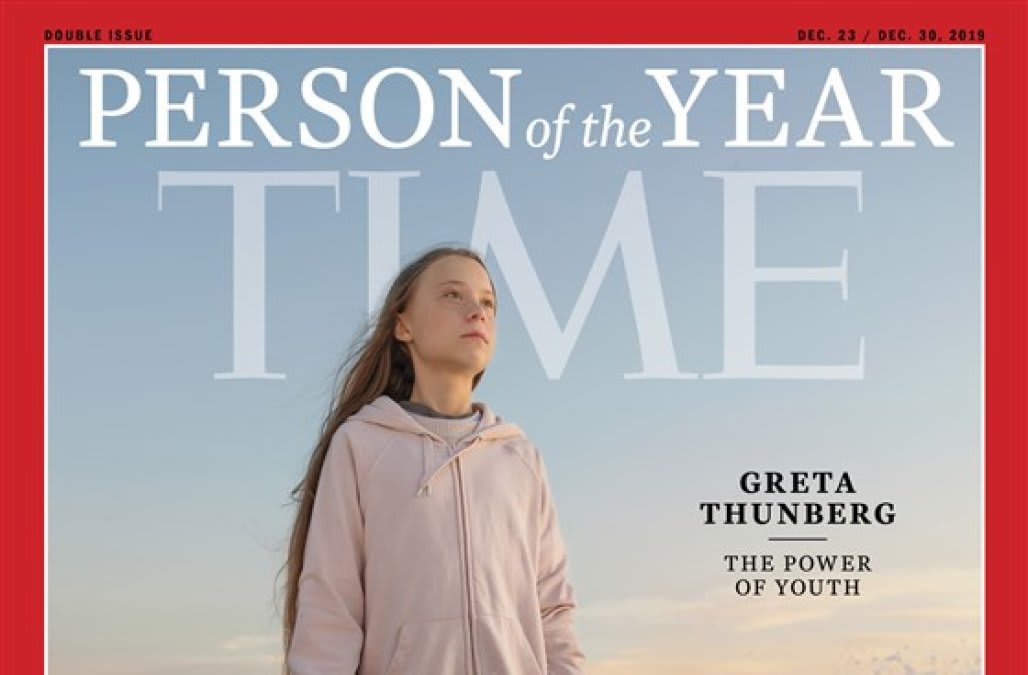 DOUBLE ISSUE
DEC. 23 / DEC. 30, 2019
PERSON of the YEAR
TIME
GRETA
THUNBERG
THE POWER
OF YOUTH